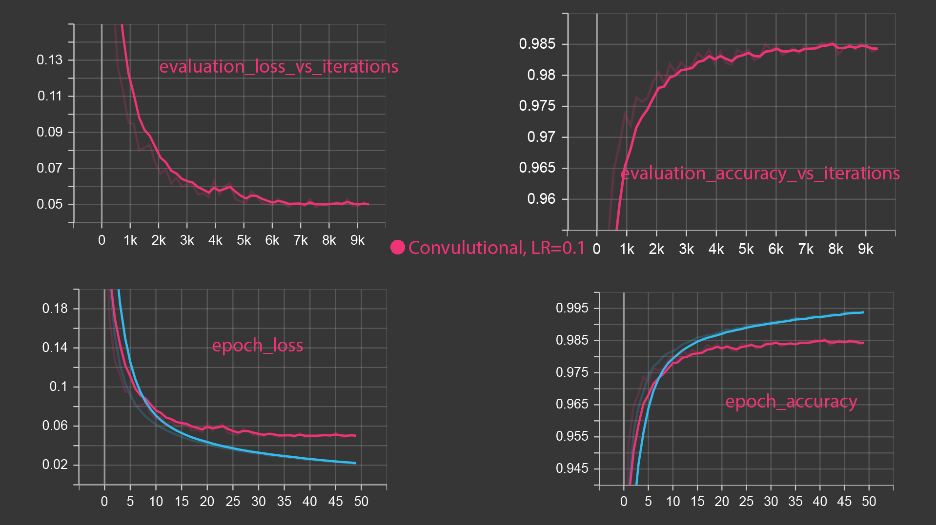 evaluation_loss_vs_iterations
0.13
0.11
0.09
0.07
0.05
0 1k 2k 3k 4k 5k 6k 7k 8k 9k
0.985
0.98
0.975
0.97
0.965
0.96
evaluation_accuracy_vs_iterations
0 1k 2k 3k 4k 5k 6k 7k 8k 9k
Convulutional, LR=0.1
epoch_loss
0.18
0.14
0.1
0.06
0.02
0 5 10 15 20 25 30 35 40 45 50
0.995
0.985
0.975
0.965
0.955
0.945
epoch_accuracy
0 5 10 15 20 25 30 35 40 45 50